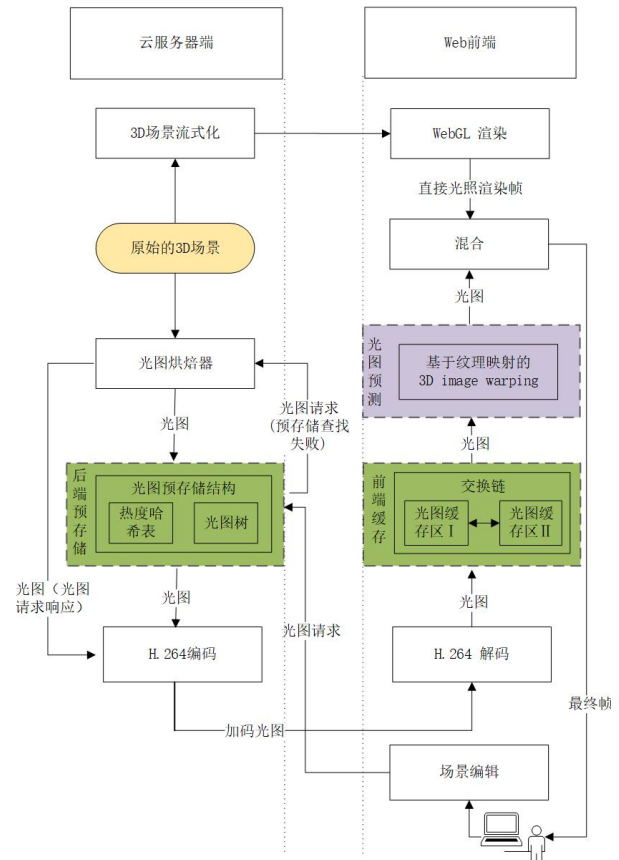 云服务器端
Web前端
3D场景流式化
WebGL 渲染
直接光照渲染帧
原始的3D场景
混合
光图
光图烘焙器
光图预测
基于纹理映射的
3D image warping
光图请求
(预存储查找
失败)
光图
光图
后端预存储
光图预存储结构
热度哈
希表
光图树
前端缓存
交换链
光图缓
存区Ⅰ
光图缓
存区Ⅱ
光图（光图
请求响应）
光图
光图
光图请求
H.264编码
H.264 解码
最终帧
加码光图
场景编辑